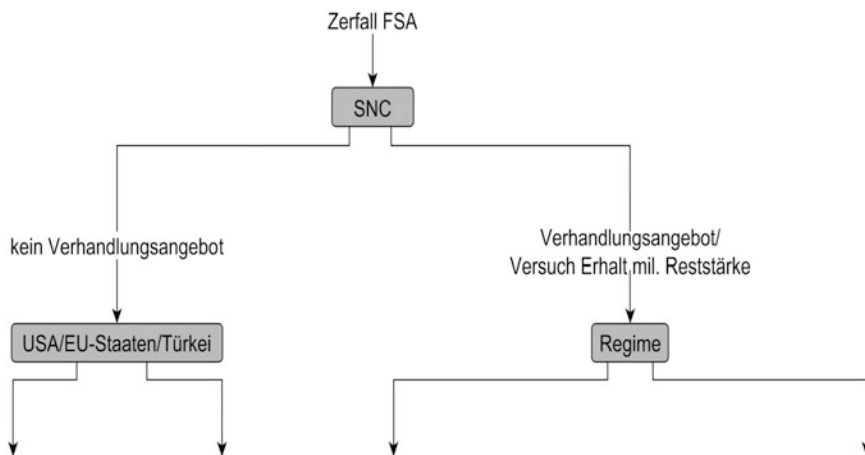 Zerfall FSA
SNC
kein Verhandlungsangebot
Verhandlungsangebot/
Versuch Erhalt mil. Reststärke
USA/EU-Staaten/Türkei
Regime